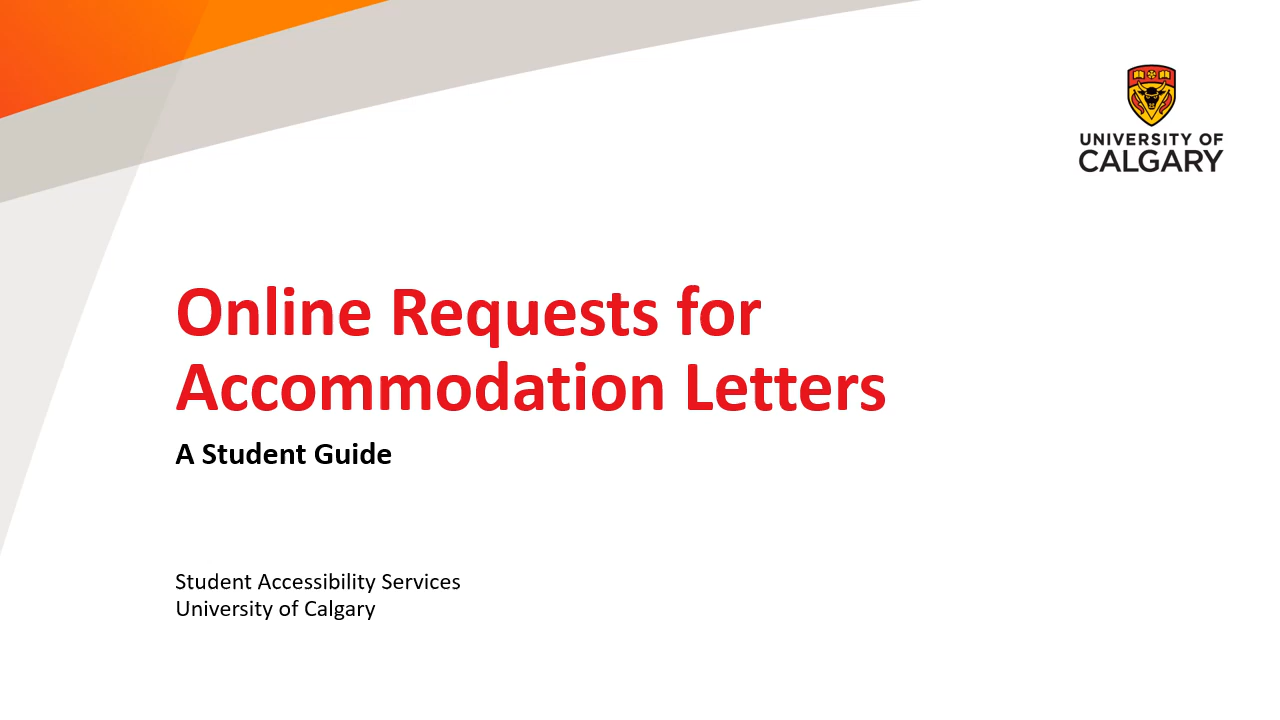 UNIVERSITY OF
CALGARY
Online Requests for
Accommodation Letters
A Student Guide
Student Accessibility Services
University of Calgary